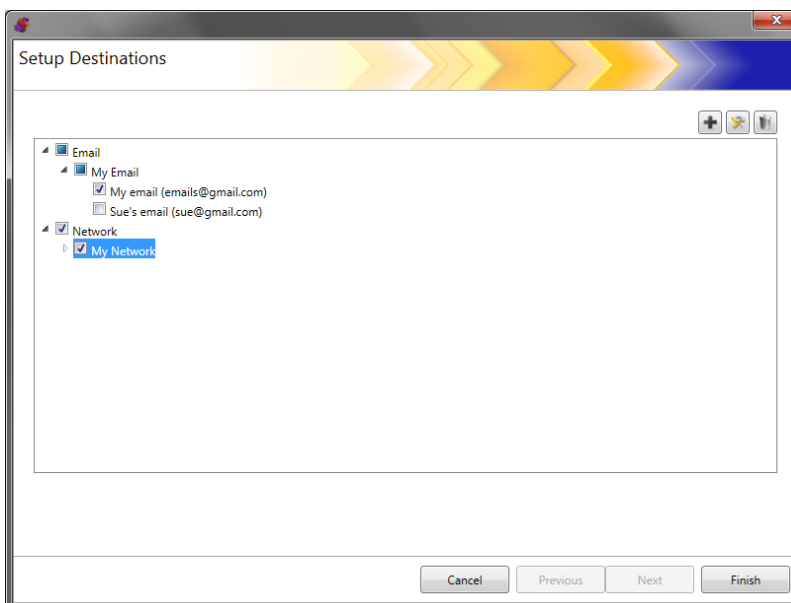 Setup Destinations
Email
My Email
My email (emails@gmail.com)
Sue's email (sue@gmail.com)
Network
My Network
Cancel
Previous
Next
Finish